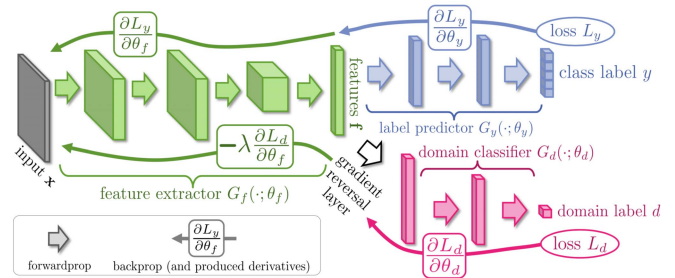 ∂L_y/∂θ_f
∂L_y/∂θ_y
loss L_y
features f
class label y
label predictor G_y(·;θ_y)
input x
−λ ∂L_d/∂θ_f
feature extractor G_f(·;θ_f)
gradient
reversal
layer
domain classifier G_d(·;θ_d)
domain label d
∂L_d/∂θ_d
loss L_d
forwardprop
∂L_y/∂θ_f
backprop (and produced derivatives)